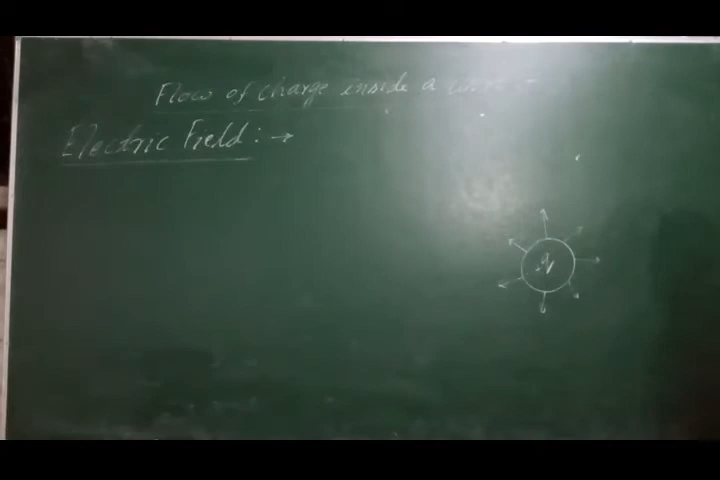 Flow of charge inside a
Electric Field : →
q